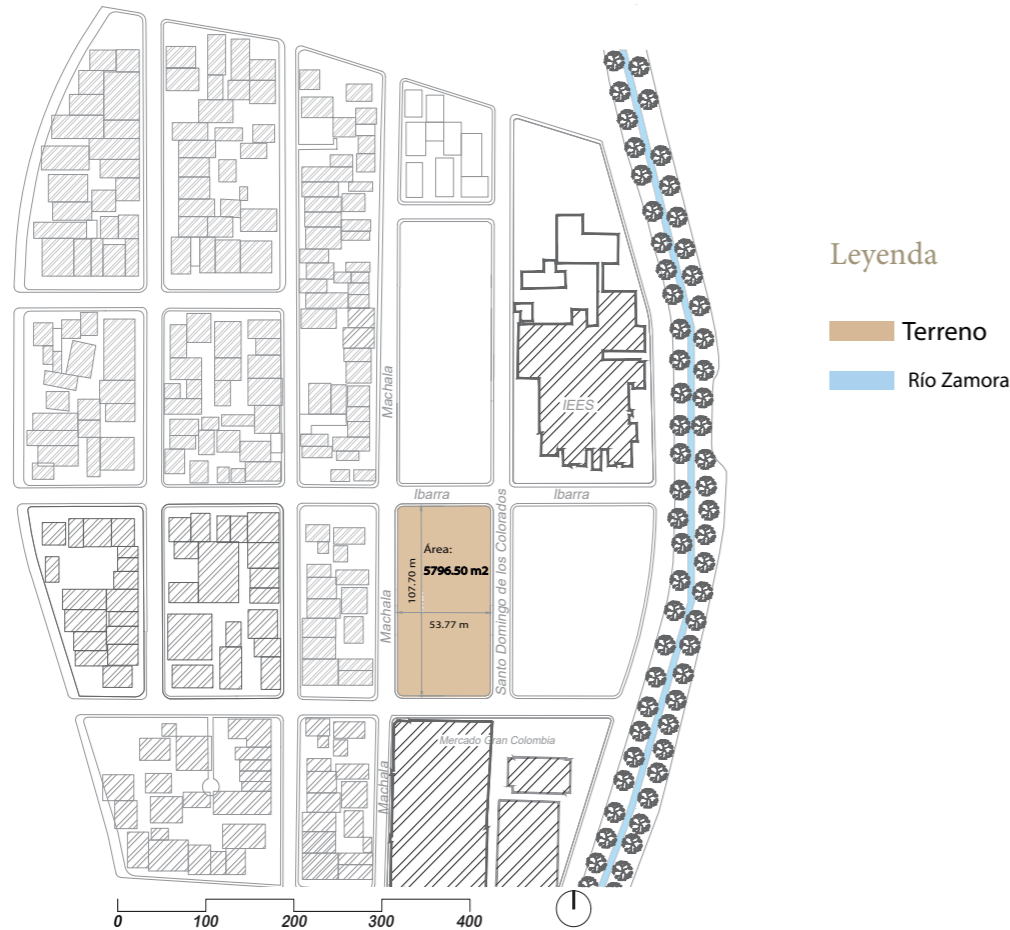 Leyenda
Terreno
Río Zamora
Machala
IEES
Ibarra
Ibarra
Santo Domingo de los Colorados
Área:
5796.50 m2
107.70 m
53.77 m
Machala
Mercado Gran Colombia
Machala
0 100 200 300 400